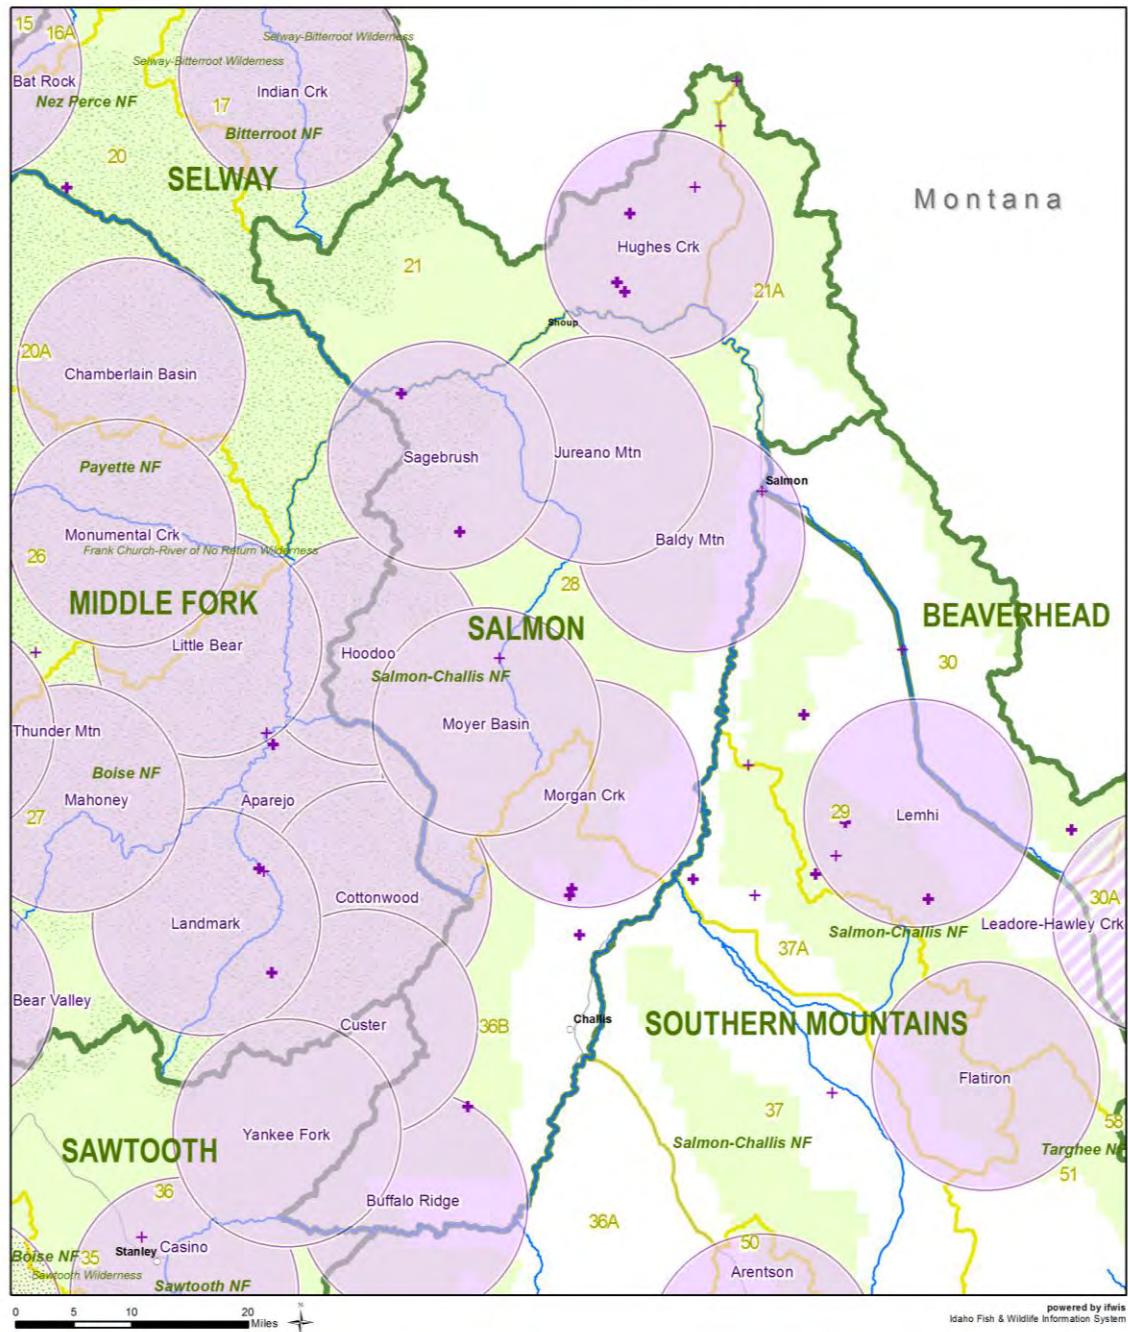 15
16A
Selway-Bitterroot Wilderness
Selway-Bitterroot Wilderness
Bat Rock
Indian Crk
Nez Perce NF
17
Bitterroot NF
20
SELWAY
Montana
Hughes Crk
21
21A
Shoup
20A
Chamberlain Basin
Sagebrush
Jureano Mtn
Payette NF
Salmon
Monumental Crk
Baldy Mtn
Frank Church-River of No Return Wilderness
26
28
MIDDLE FORK
BEAVERHEAD
SALMON
Little Bear
Hoodoo
30
Salmon-Challis NF
Moyer Basin
Thunder Mtn
Boise NF
Mahoney
Aparejo
Morgan Crk
27
29
Lemhi
Cottonwood
30A
Landmark
Leadore-Hawley Crk
Salmon-Challis NF
37A
Bear Valley
Custer
36B
Challis
SOUTHERN MOUNTAINS
Flatiron
37
58
Yankee Fork
Salmon-Challis NF
Targhee NF
SAWTOOTH
51
36
Buffalo Ridge
36A
50
Boise NF
35
Stanley
Casino
Arentson
Sawtooth Wilderness
Sawtooth NF
0 5 10 20
Miles
N
powered by ifwis
Idaho Fish & Wildlife Information System